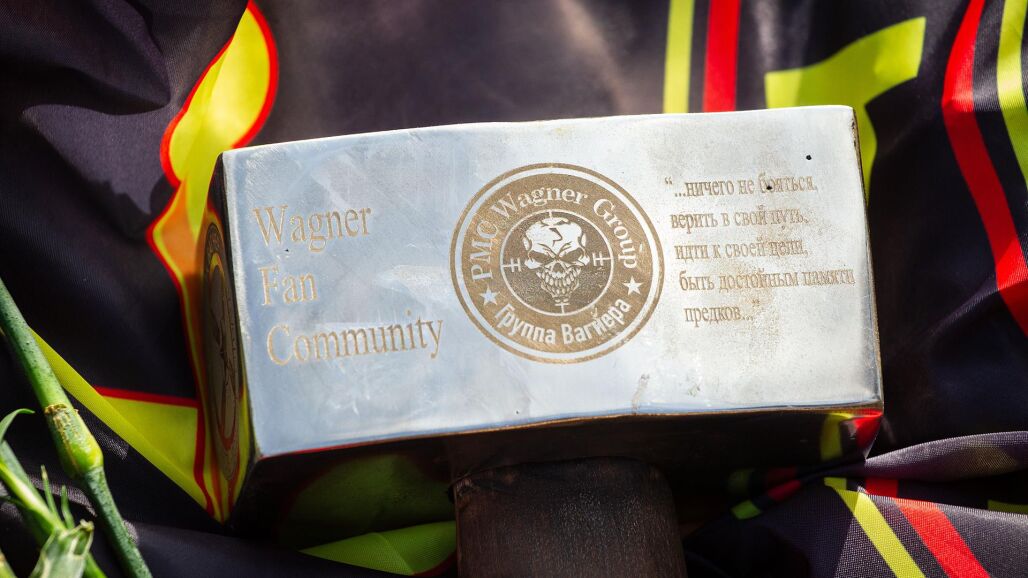 Wagner
Fan
Community
PMC Wagner Group
Группа Вагнера
"...ничего не бояться,
верить в свой путь,
идти к своей цели,
быть достойным памяти
предков..."